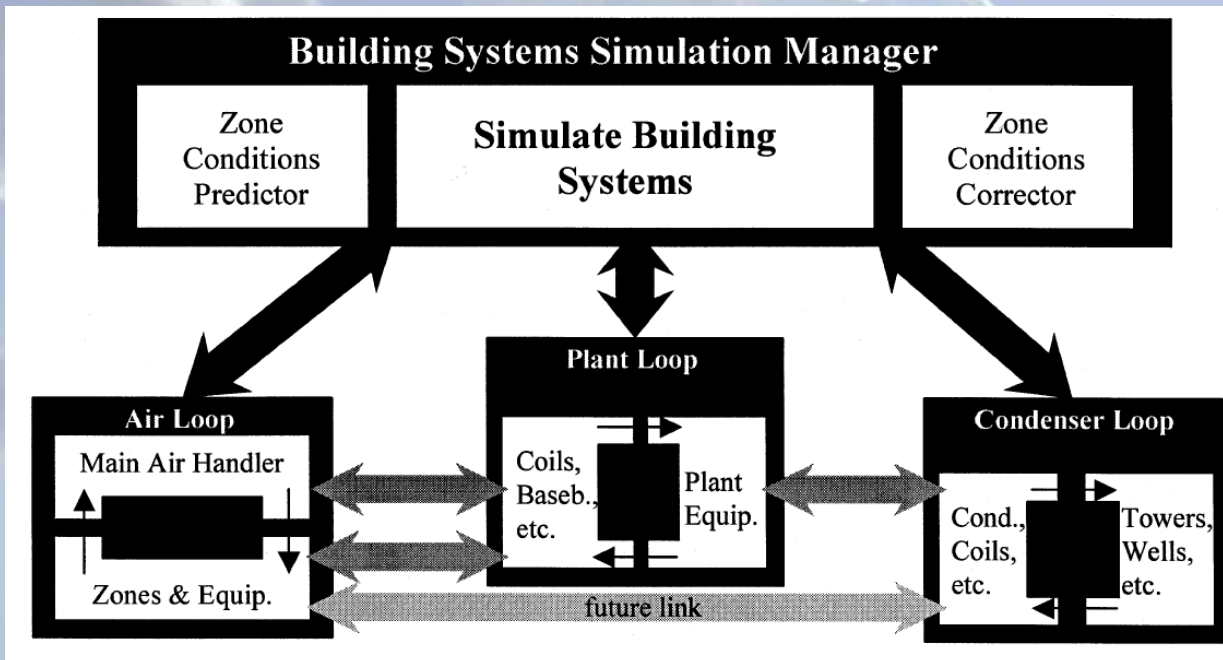 Building Systems Simulation Manager
Zone
Conditions
Predictor
Simulate Building
Systems
Zone
Conditions
Corrector
Air Loop
Main Air Handler
Zones & Equip.
Plant Loop
Coils,
Baseb.,
etc.
Plant
Equip.
Condenser Loop
Cond.,
Coils,
etc.
Towers,
Wells,
etc.
future link